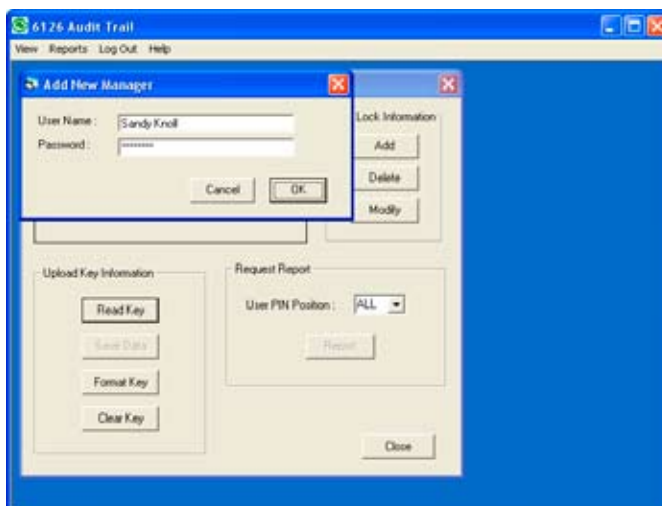 6126 Audit Trail
View Reports Log Out Help
Add New Manager
User Name : Sandy Knoll
Password : ********
Cancel OK
Lock Information
Add
Delete
Modify
Upload Key Information
Read Key
Save Data
Format Key
Clear Key
Request Report
User PIN Position : ALL
Report
Close